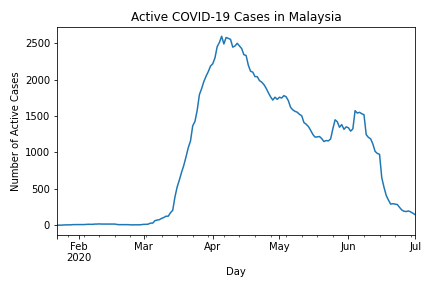 Active COVID-19 Cases in Malaysia
Number of Active Cases
2500
2000
1500
1000
500
0
Feb Mar Apr May Jun Jul
2020
Day